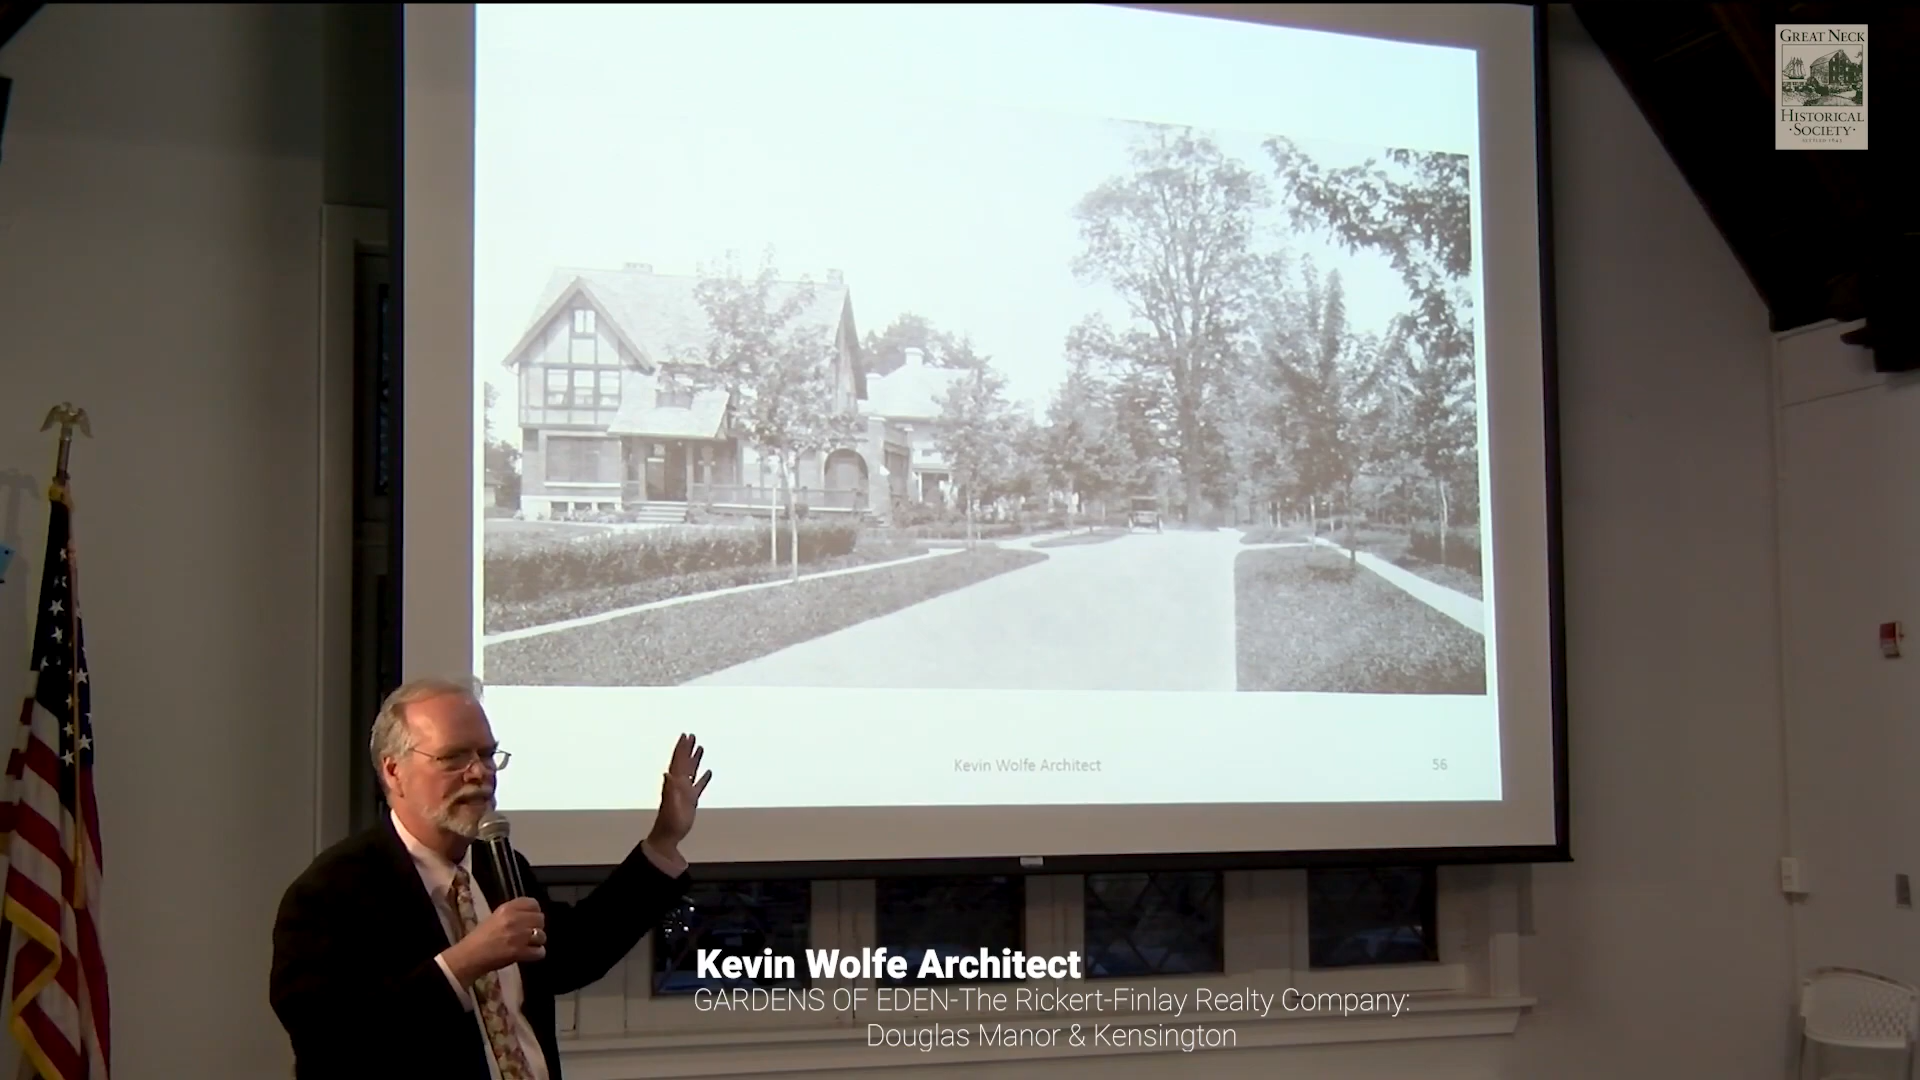 GREAT NECK
HISTORICAL
·SOCIETY·
Kevin Wolfe Architect
56
Kevin Wolfe Architect
GARDENS OF EDEN-The Rickert-Finlay Realty Company:
Douglas Manor & Kensington